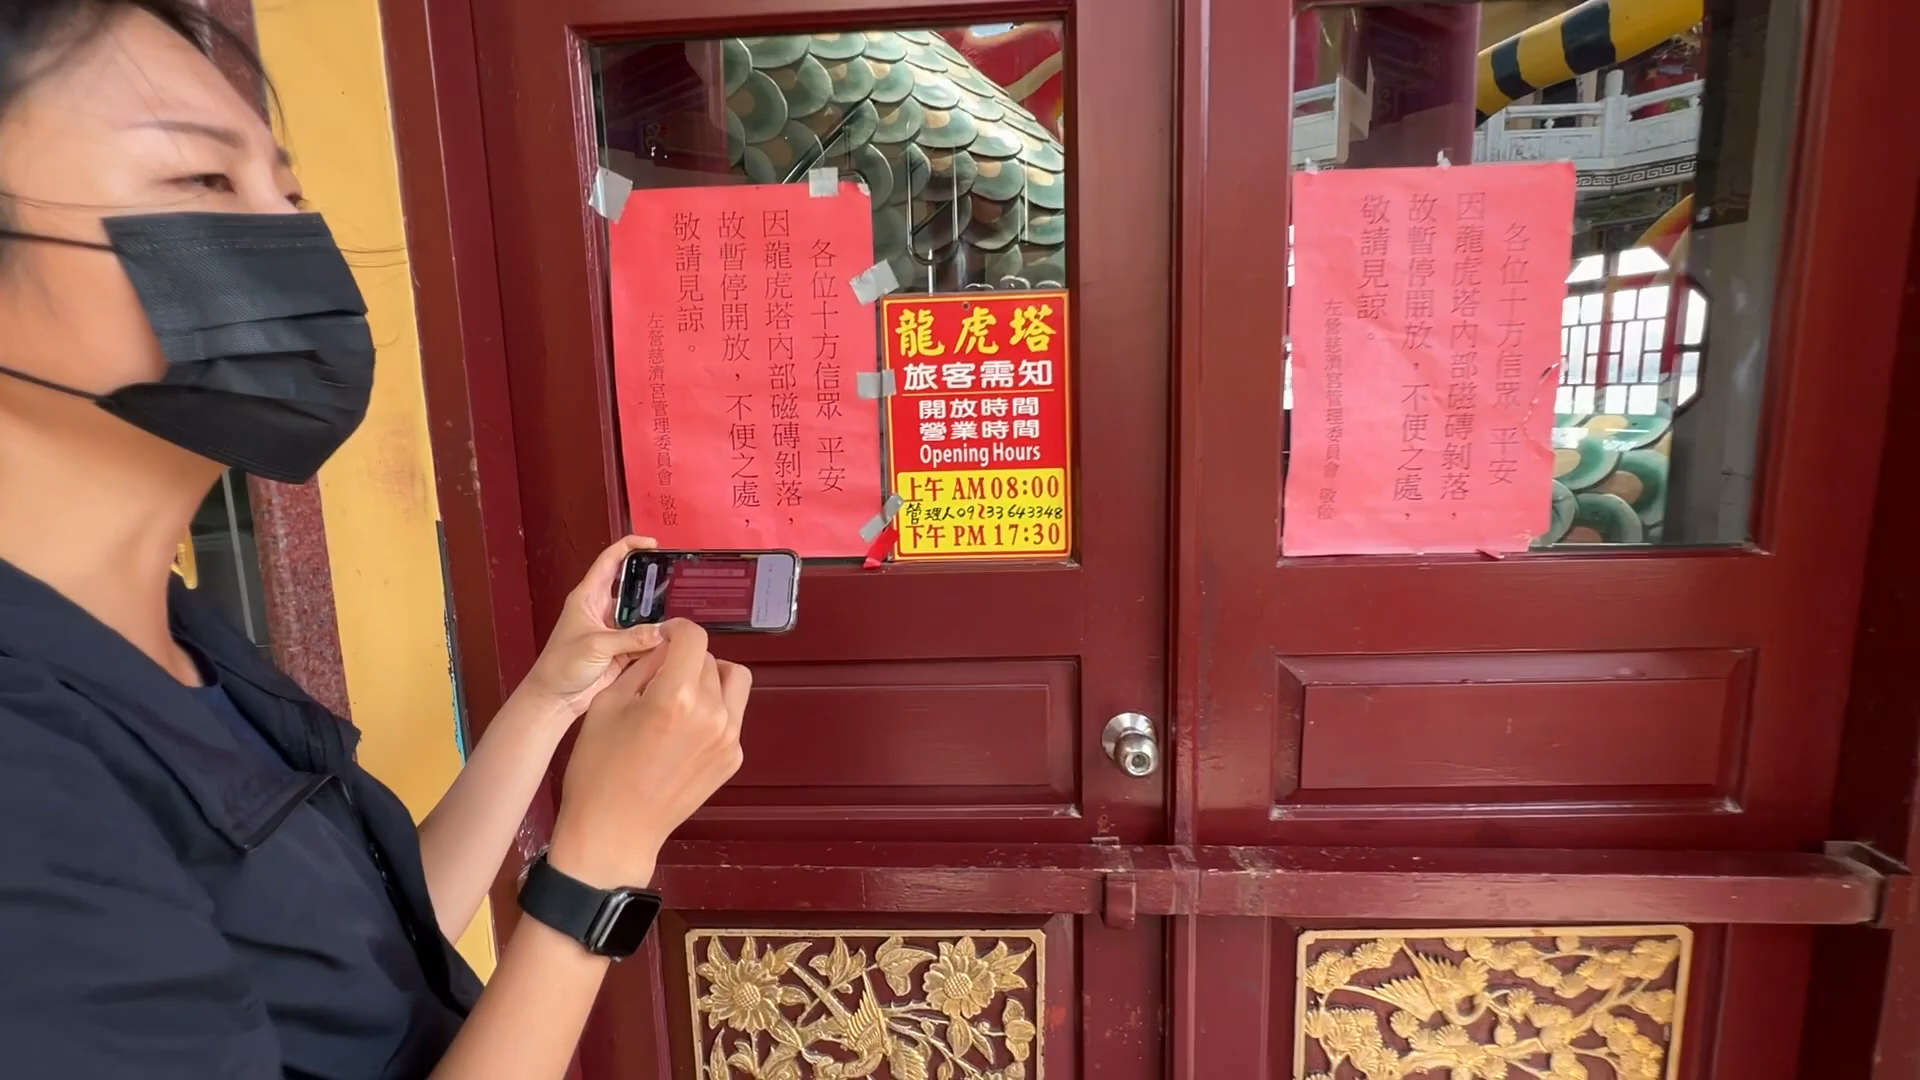 各位十方信眾 平安
因龍虎塔內部磁磚剝落，
故暫停開放，不便之處，
敬請見諒。
左營慈濟宮管理委員會 敬啟
龍虎塔
旅客需知
開放時間
營業時間
Opening Hours
上午 AM 08:00
管理人0923364334​8
下午 PM 17:30
各位十方信眾 平安
因龍虎塔內部磁磚剝落，
故暫停開放，不便之處，
敬請見諒。
左營慈濟宮管理委員會 敬啟